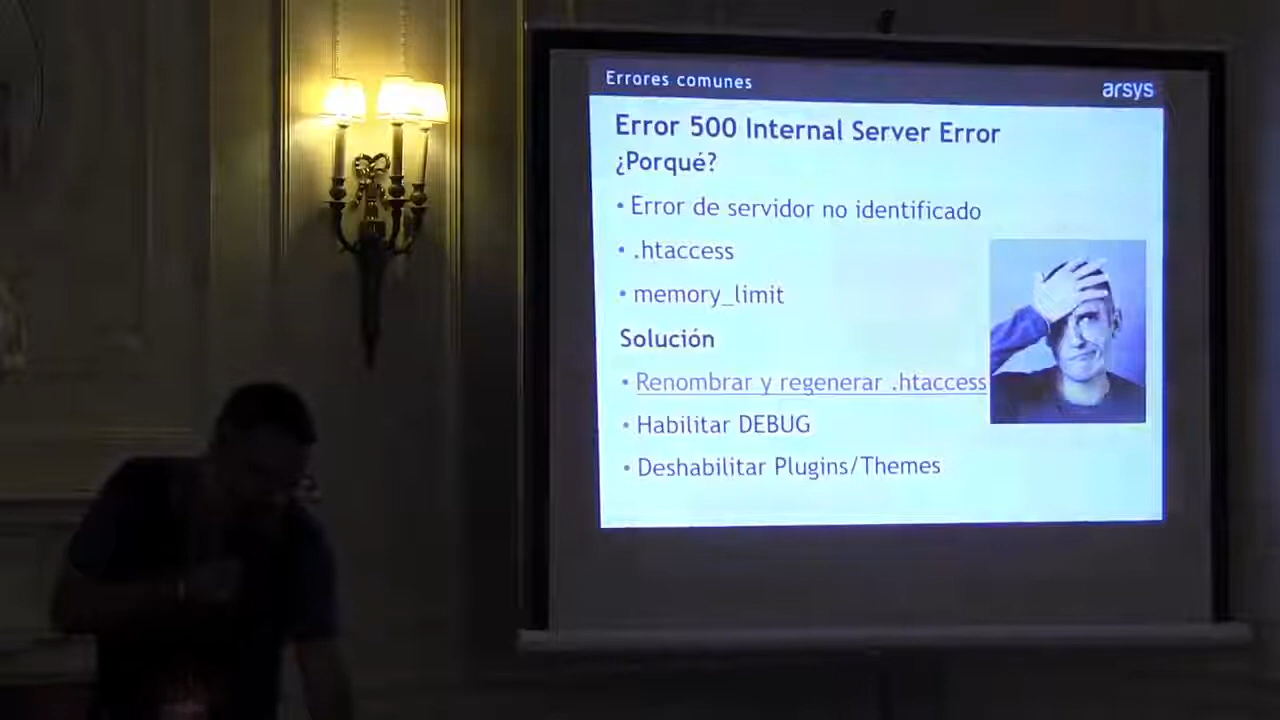 Errores comunes
arsys
Error 500 Internal Server Error
¿Porqué?
• Error de servidor no identificado
• .htaccess
• memory_limit
Solución
• Renombrar y regenerar .htaccess
• Habilitar DEBUG
• Deshabilitar Plugins/Themes